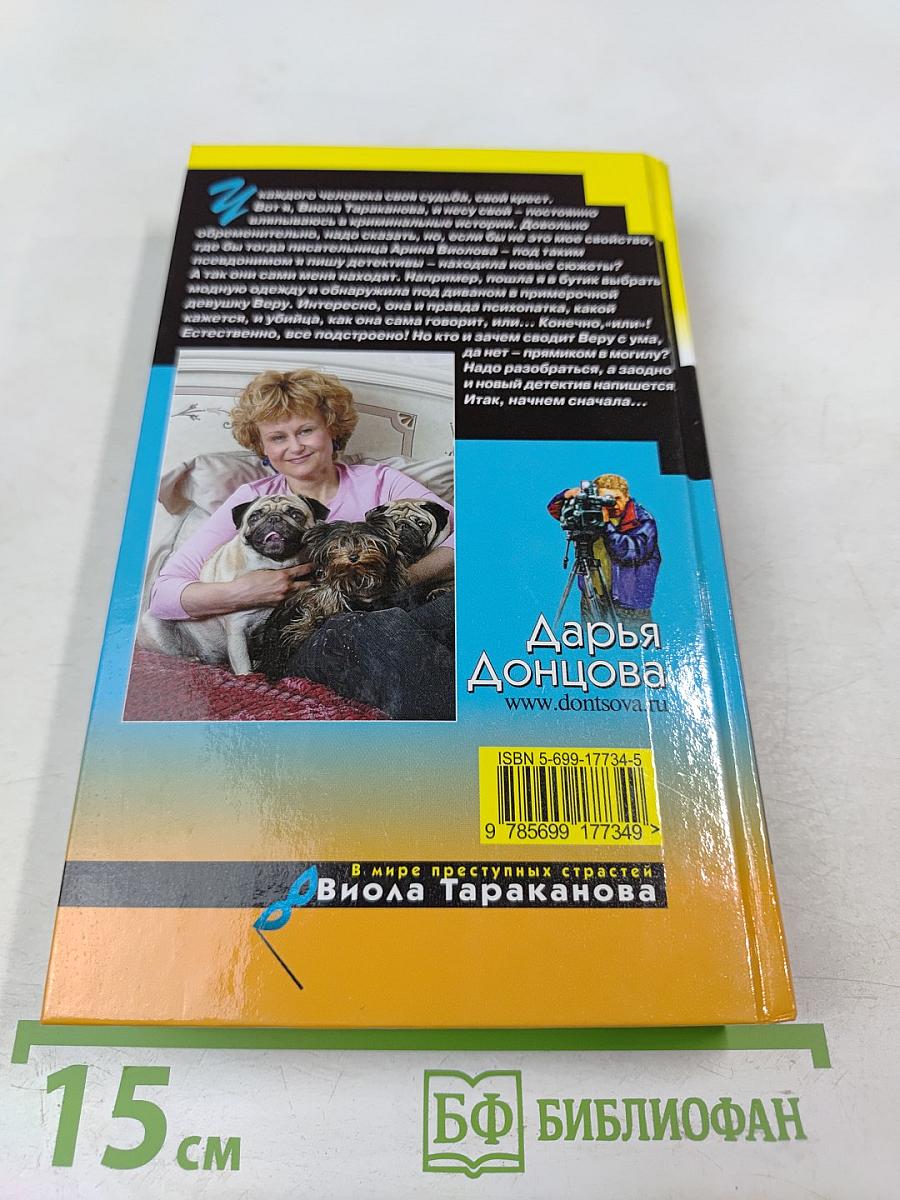 У каждого человека своя судьба, свой крест.
Вот я, Виола Тараканова, и несу свой – постоянно
вляпываюсь в криминальные истории. Довольно
обременительно, надо сказать, но, если бы не это мое свойство,
где бы тогда писательница Арина Виолова – под таким
псевдонимом я пишу детективы – находила новые сюжеты?
А так они сами меня находят. Например, пошла я в бутик выбрать
модную одежду и обнаружила под диваном в примерочной
девушку Веру. Интересно, она и правда психопатка, какой
кажется, и убийца, как она сама говорит, или... Конечно, «или»!
Естественно, все подстроено! Но кто и зачем сводит Веру с ума,
да нет – прямиком в могилу?
Надо разобраться, а заодно
и новый детектив напишется.
Итак, начнем сначала...
Дарья
Донцова
www.dontsova.ru
ISBN 5-699-17734-5
9 785699 177349 >
В мире преступных страстей
Виола Тараканова
15 см
БФ БИБЛИОФАН